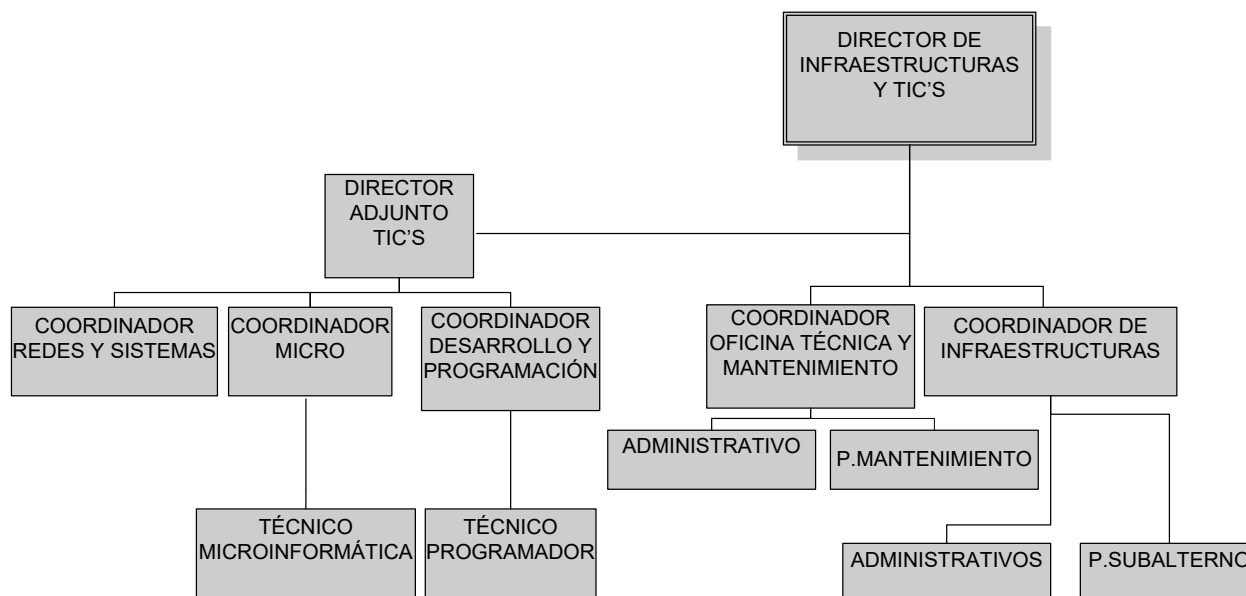 DIRECTOR DE
INFRAESTRUCTURAS
Y TIC'S
DIRECTOR
ADJUNTO
TIC'S
COORDINADOR
REDES Y SISTEMAS
COORDINADOR
MICRO
COORDINADOR
DESARROLLO Y
PROGRAMACIÓN
COORDINADOR
OFICINA TÉCNICA Y
MANTENIMIENTO
COORDINADOR DE
INFRAESTRUCTURAS
ADMINISTRATIVO
P.MANTENIMIENTO
TÉCNICO
MICROINFORMÁTICA
TÉCNICO
PROGRAMADOR
ADMINISTRATIVOS
P.SUBALTERNO